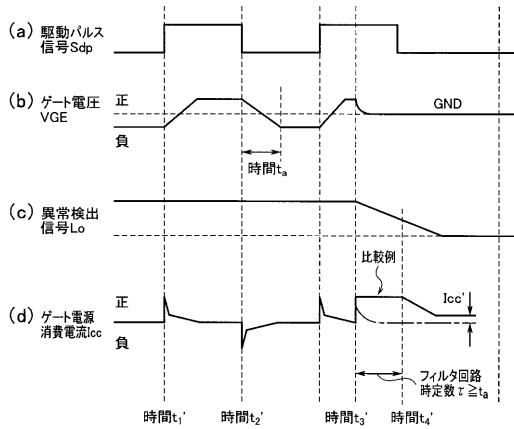 (a) 駆動パルス
信号Sdp
(b) ゲート電圧
VGE
正
負
GND
時間ta
(c) 異常検出
信号Lo
比較例
(d) ゲート電源
消費電流Icc
正
負
Icc'
フィルタ回路
時定数τ≧ta
時間t1' 時間t2' 時間t3' 時間t4'